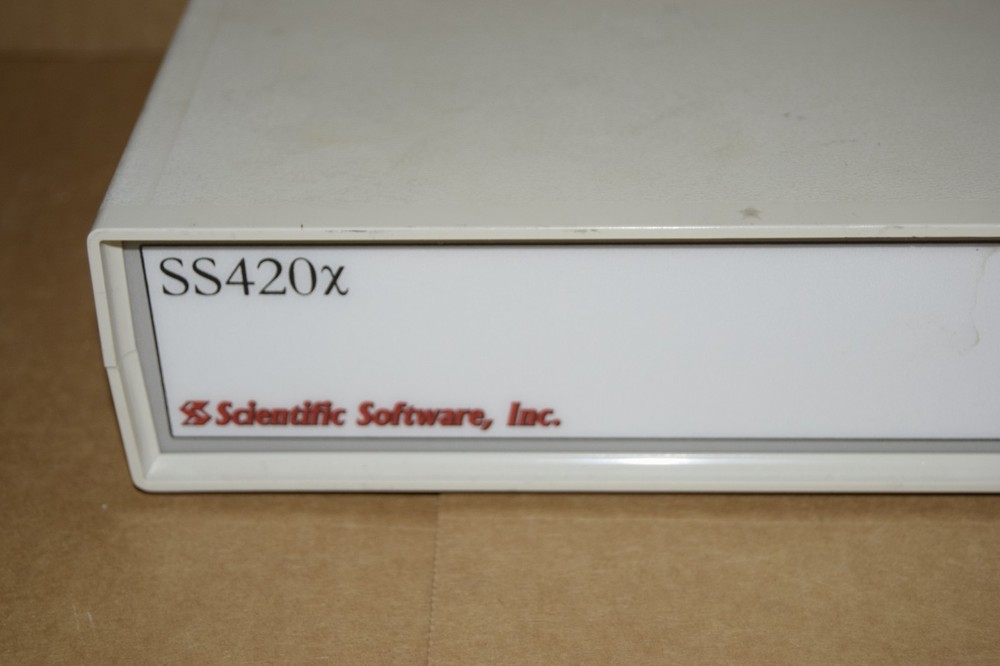 SS420x
Scientific Software, Inc.